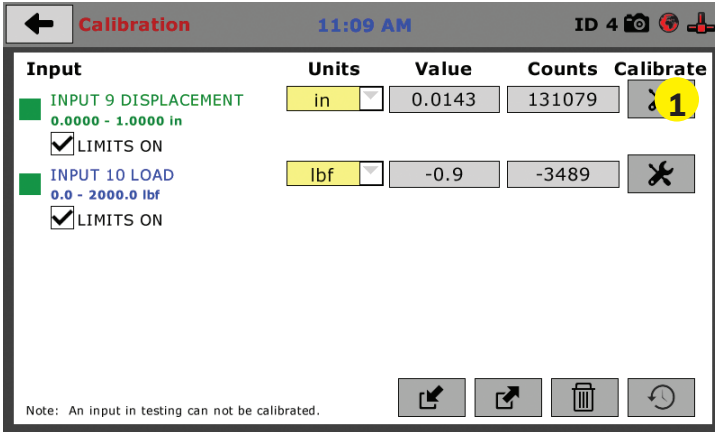 Calibration 11:09 AM ID 4
Input Units Value Counts Calibrate
INPUT 9 DISPLACEMENT in 0.0143 131079 1
0.0000 - 1.0000 in
LIMITS ON
INPUT 10 LOAD lbf -0.9 -3489
0.0 - 2000.0 lbf
LIMITS ON
Note: An input in testing can not be calibrated.